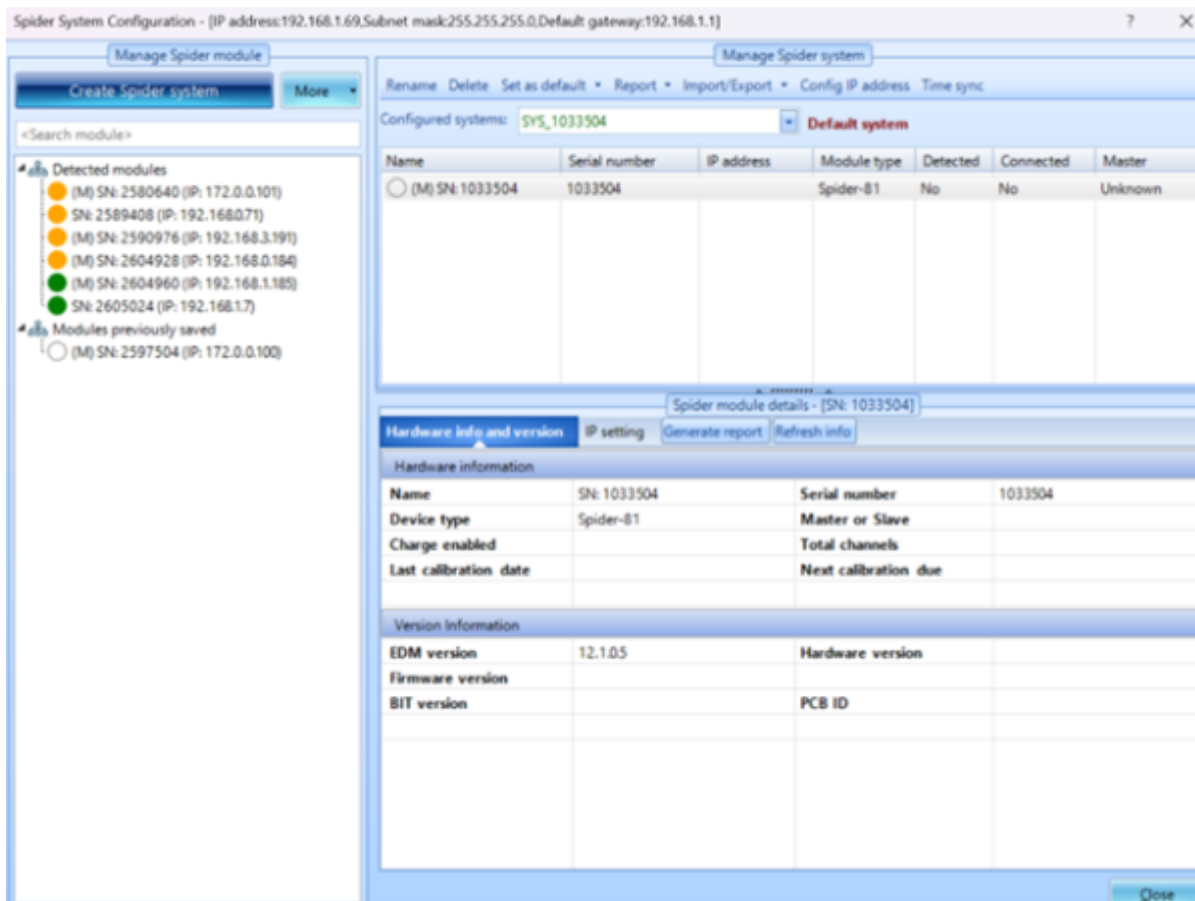 Spider System Configuration - [IP address:192.168.1.69,Subnet mask:255.255.255.0,Default gateway:192.168.1.1] ? X
Manage Spider module
Create Spider system More
<Search module>
Detected modules
(M) SN: 2580640 (IP: 172.0.0.101)
SN: 2589408 (IP: 192.168.0.71)
(M) SN: 2590976 (IP: 192.168.3.191)
(M) SN: 2604928 (IP: 192.168.0.184)
(M) SN: 2604960 (IP: 192.168.1.185)
SN: 2605024 (IP: 192.168.1.7)
Modules previously saved
(M) SN: 2597504 (IP: 172.0.0.100)
Manage Spider system
Rename Delete Set as default Report Import/Export Config IP address Time sync
Configured systems: SYS_1033504 Default system
Name Serial number IP address Module type Detected Connected Master
(M) SN: 1033504 1033504 Spider-81 No No Unknown
Spider module details - [SN: 1033504]
Hardware info and version IP setting Generate report Refresh info
Hardware information
Name SN: 1033504 Serial number 1033504
Device type Spider-81 Master or Slave
Charge enabled Total channels
Last calibration date Next calibration due
Version Information
EDM version 12.1.0.5 Hardware version
Firmware version
BIT version PCB ID
Close